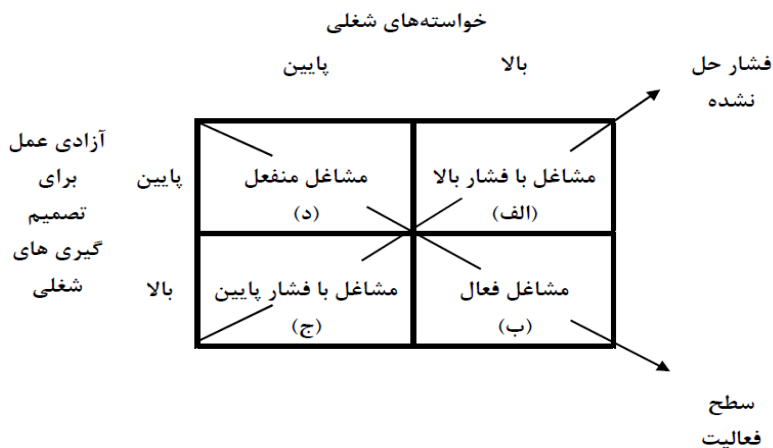 خواسته‌های شغلی
بالا
پایین
فشار حل
نشده
آزادی عمل
برای
تصمیم
گیری های
شغلی
پایین
مشاغل با فشار بالا
(الف)
مشاغل منفعل
(د)
بالا
مشاغل فعال
(ب)
مشاغل با فشار پایین
(ج)
سطح
فعالیت